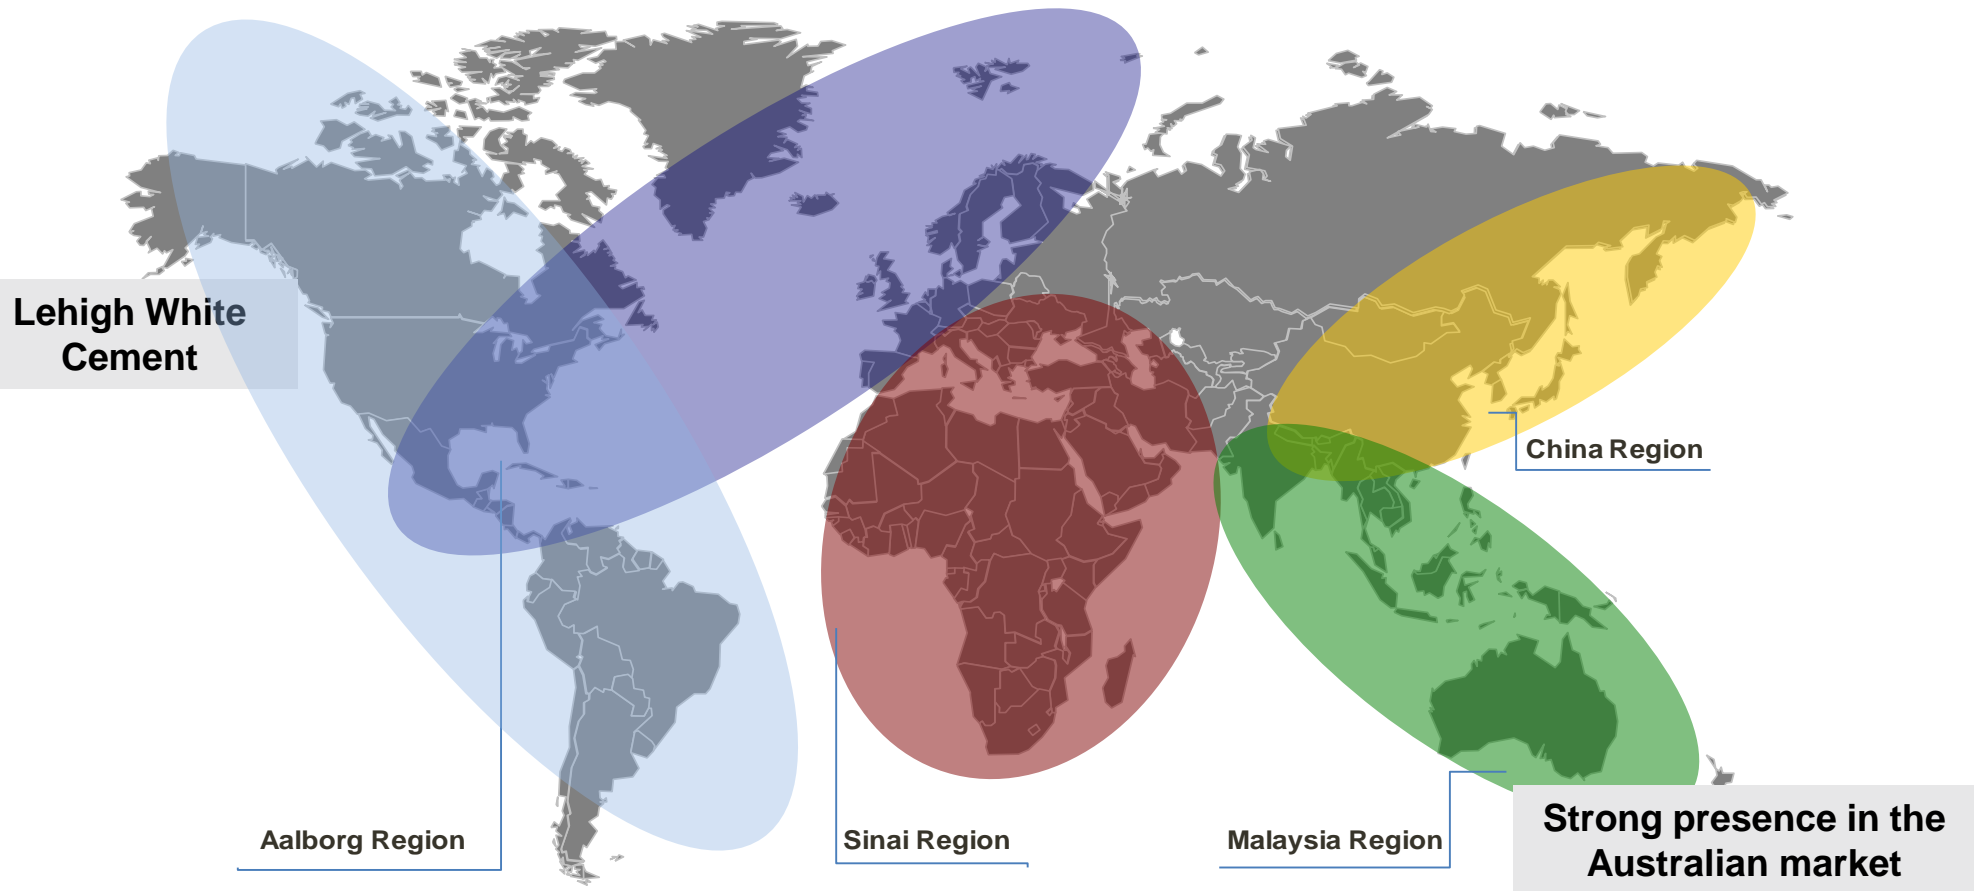 Lehigh White
Cement
China Region
Aalborg Region
Sinai Region
Malaysia Region
Strong presence in the
Australian market